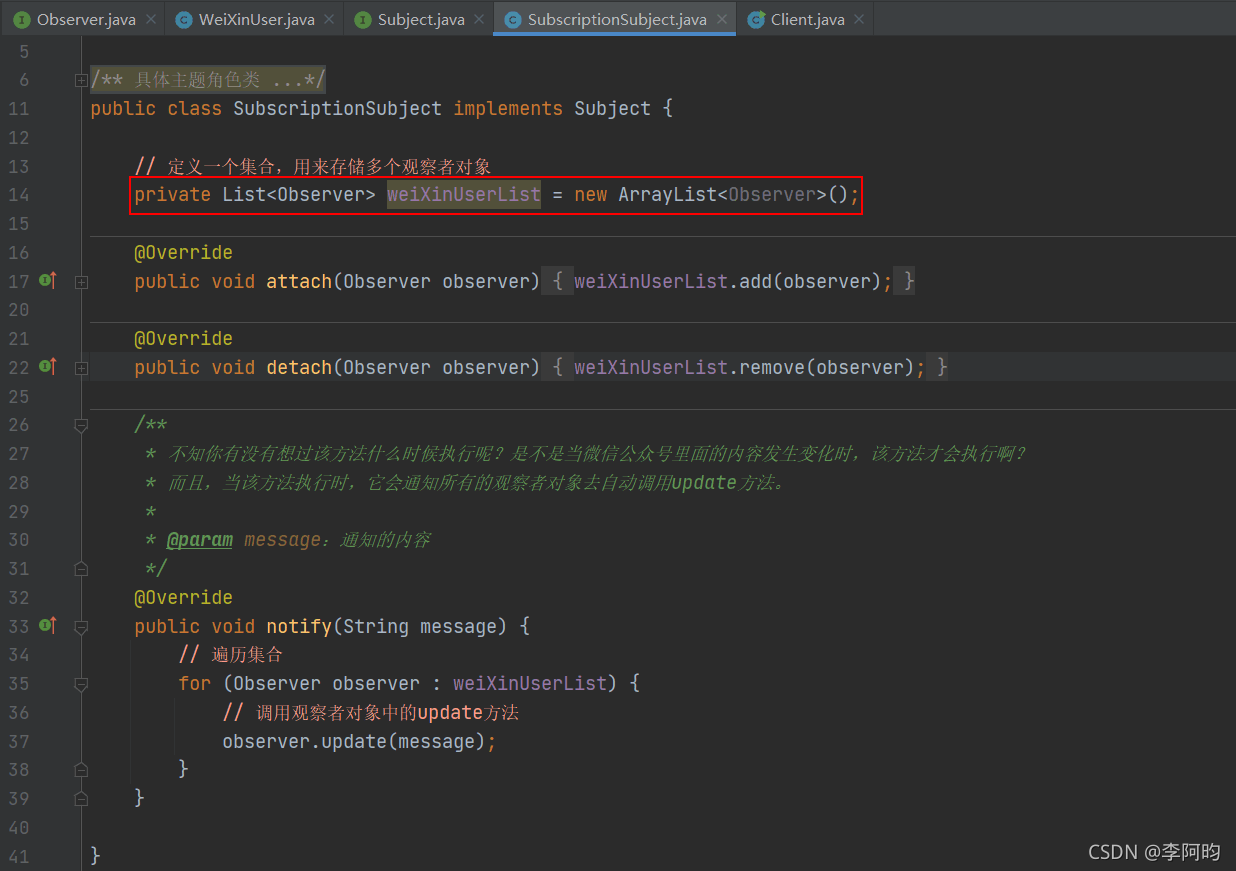 Observer.java WeiXinUser.java Subject.java SubscriptionSubject.java Client.java
5
6 /** 具体主题角色类 ...*/
11 public class SubscriptionSubject implements Subject {
12
13 // 定义一个集合，用来存储多个观察者对象
14 private List<Observer> weiXinUserList = new ArrayList<Observer>();
15
16 @Override
17 public void attach(Observer observer) { weiXinUserList.add(observer); }
20
21 @Override
22 public void detach(Observer observer) { weiXinUserList.remove(observer); }
25
26 /**
27 * 不知你有没有想过该方法什么时候执行呢？是不是当微信公众号里面的内容发生变化时，该方法才会执行啊？
28 * 而且，当该方法执行时，它会通知所有的观察者对象去自动调用update方法。
29 *
30 * @param message：通知的内容
31 */
32 @Override
33 public void notify(String message) {
34 // 遍历集合
35 for (Observer observer : weiXinUserList) {
36 // 调用观察者对象中的update方法
37 observer.update(message);
38 }
39 }
40
41 }
CSDN @李阿昀